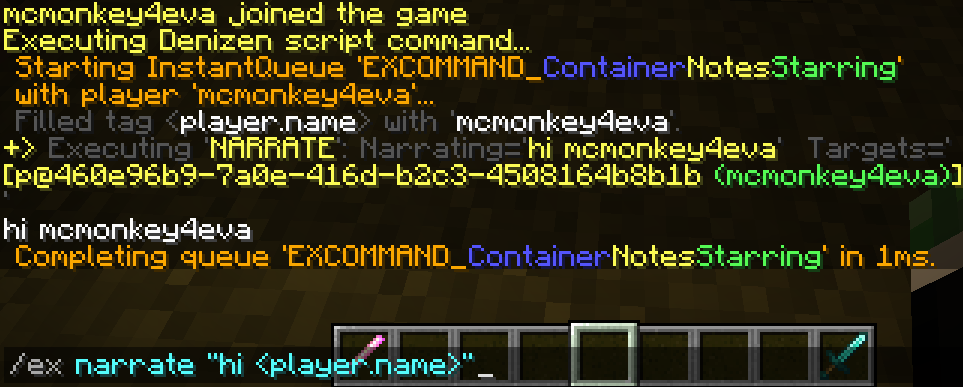 mcmonkey4eva joined the game
Executing Denizen script command...
Starting InstantQueue 'EXCOMMAND_ContainerNotesStarring'
with player 'mcmonkey4eva'...
Filled tag <player.name> with 'mcmonkey4eva'.
+> Executing 'NARRATE': Narrating='hi mcmonkey4eva'  Targets='
[p@460e96b9-7a0e-416d-b2c3-4508164b8b1b (mcmonkey4eva)]
'
hi mcmonkey4eva
Completing queue 'EXCOMMAND_ContainerNotesStarring' in 1ms.
/ex narrate "hi <player.name>"_